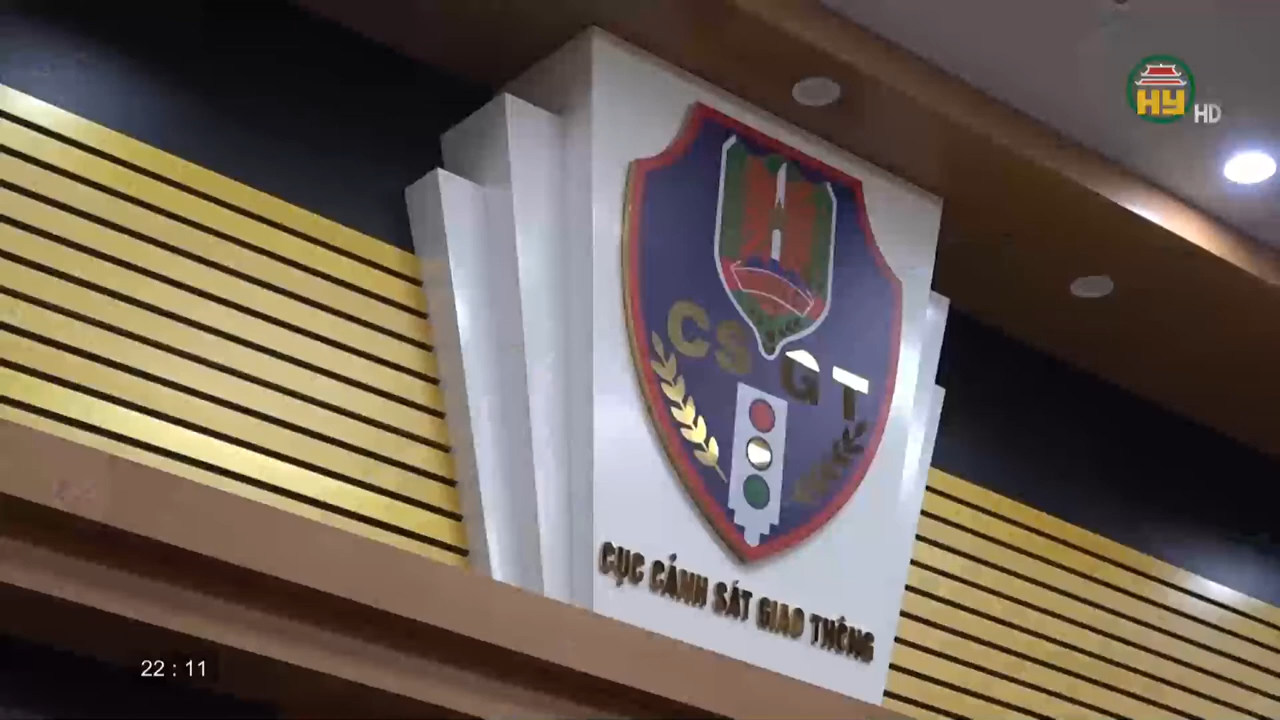 HY HD
CS GT
CỤC CẢNH SÁT GIAO THÔNG
22 : 11